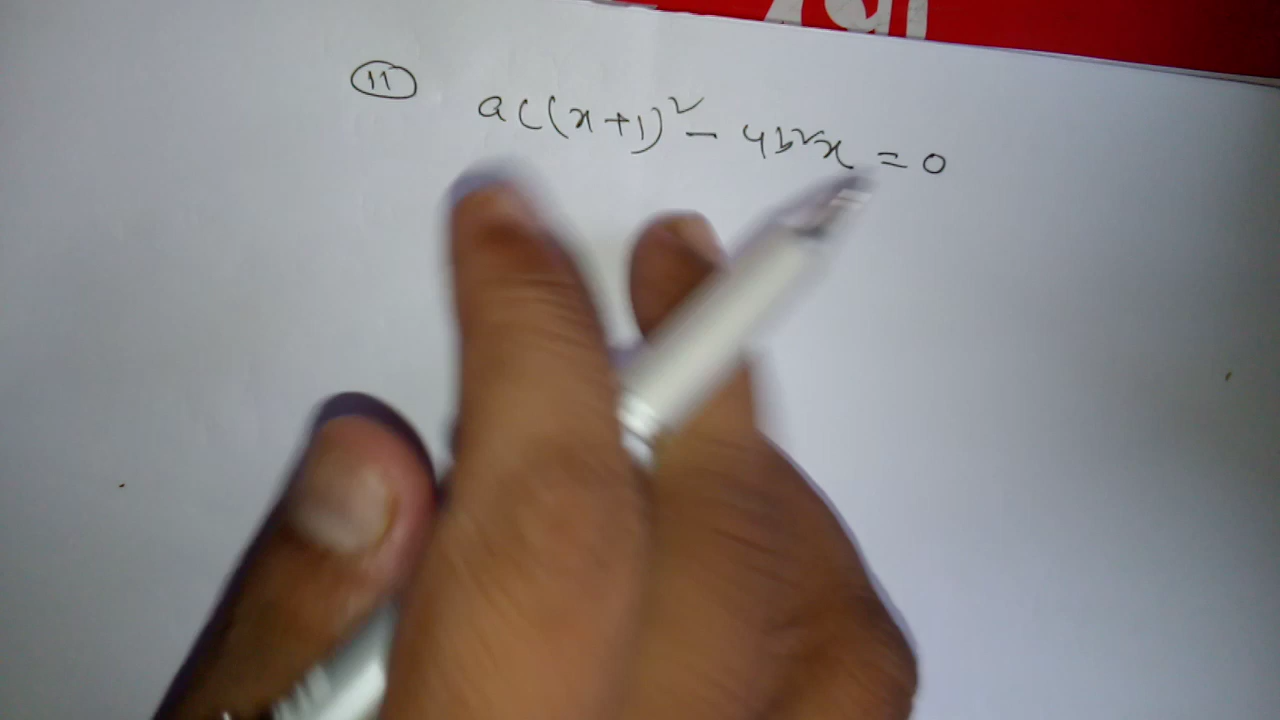 (11) ac(x+1)² - 4b²x = 0